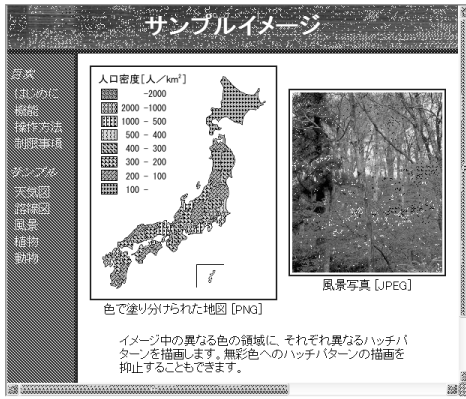 サンプルイメージ
目次
はじめに
機能
操作方法
制限事項
サンプル
天気図
路線図
風景
植物
動物
人口密度[人／km²]
-2000
2000 -1000
1000 - 500
500 - 400
400 - 300
300 - 200
200 - 100
100 -
色で塗り分けられた地図 [PNG]
風景写真 [JPEG]
イメージ中の異なる色の領域に、それぞれ異なるハッチパ
ターンを描画します。無彩色へのハッチパターンの描画を
抑止することもできます。